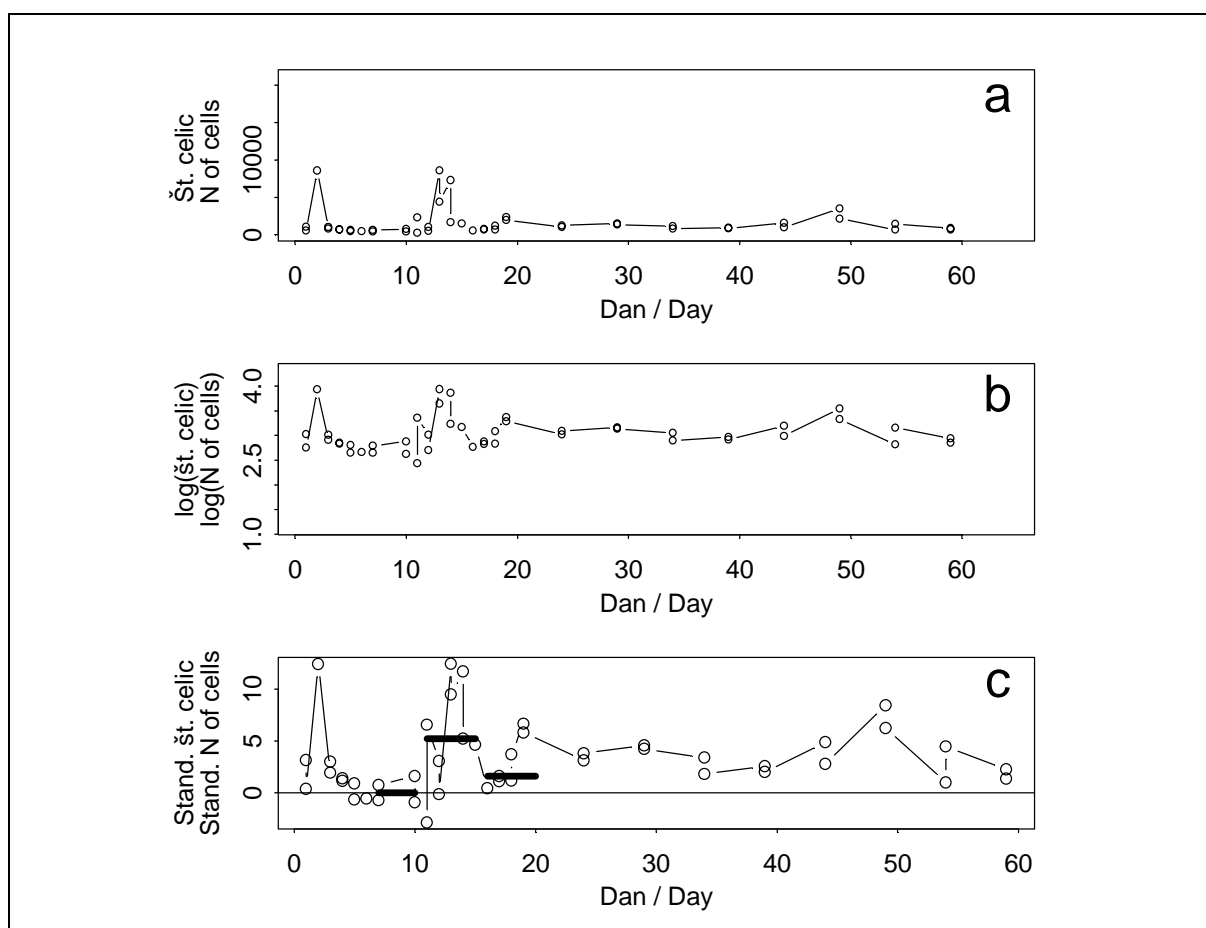 a
Št. celic
N of cells
10000
0
0 10 20 30 40 50 60
Dan / Day
b
log(št. celic)
log(N of cells)
4.0
2.5
1.0
0 10 20 30 40 50 60
Dan / Day
c
Stand. št. celic
Stand. N of cells
10
5
0
0 10 20 30 40 50 60
Dan / Day